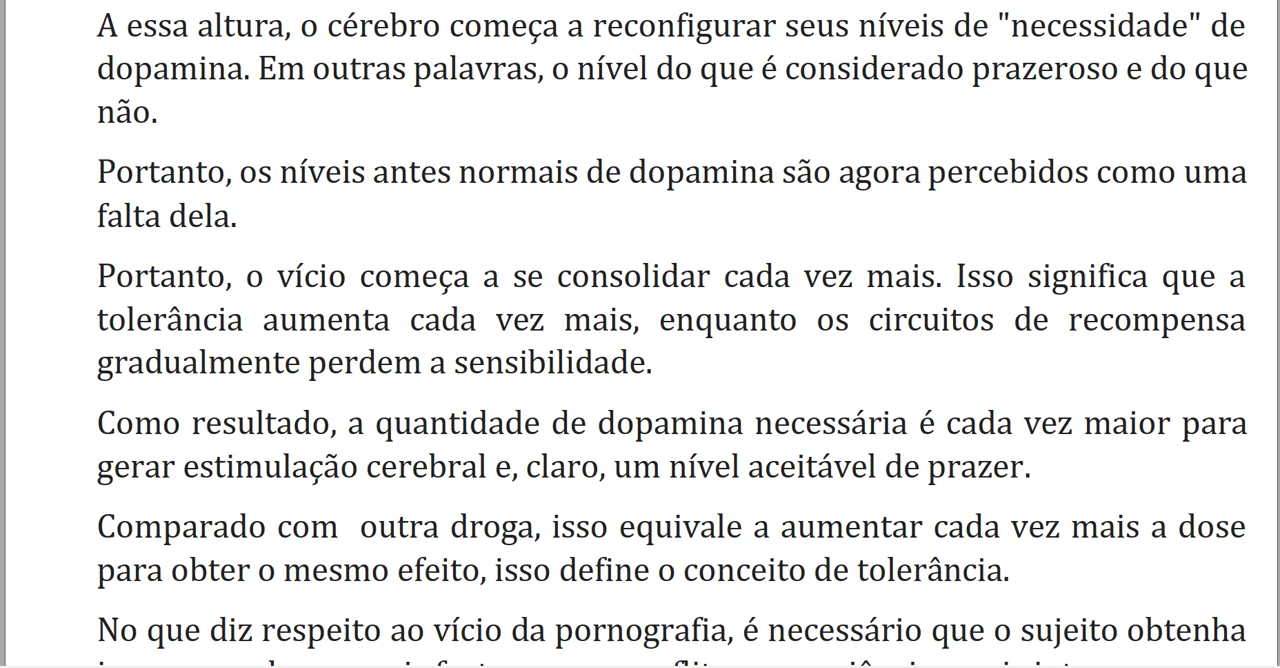 A essa altura, o cérebro começa a reconfigurar seus níveis de "necessidade" de
dopamina. Em outras palavras, o nível do que é considerado prazeroso e do que
não.
Portanto, os níveis antes normais de dopamina são agora percebidos como uma
falta dela.
Portanto, o vício começa a se consolidar cada vez mais. Isso significa que a
tolerância aumenta cada vez mais, enquanto os circuitos de recompensa
gradualmente perdem a sensibilidade.
Como resultado, a quantidade de dopamina necessária é cada vez maior para
gerar estimulação cerebral e, claro, um nível aceitável de prazer.
Comparado com  outra droga, isso equivale a aumentar cada vez mais a dose
para obter o mesmo efeito, isso define o conceito de tolerância.
No que diz respeito ao vício da pornografia, é necessário que o sujeito obtenha